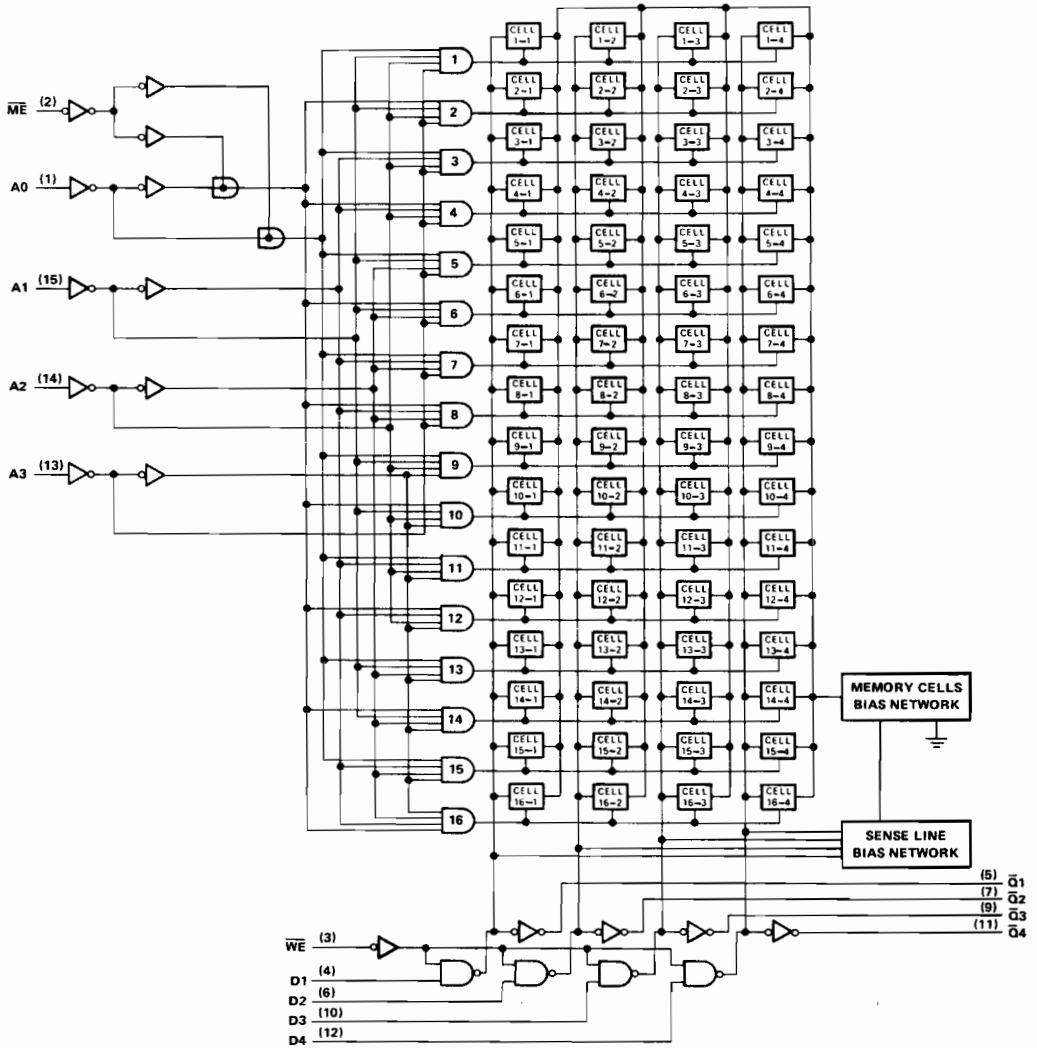 CELL 1-1
CELL 1-2
CELL 1-3
CELL 1-4
1
CELL 2-1
CELL 2-2
CELL 2-3
CELL 2-4
2
M̅E̅ (2)
CELL 3-1
CELL 3-2
CELL 3-3
CELL 3-4
3
A0 (1)
CELL 4-1
CELL 4-2
CELL 4-3
CELL 4-4
4
CELL 5-1
CELL 5-2
CELL 5-3
CELL 5-4
5
A1 (15)
CELL 6-1
CELL 6-2
CELL 6-3
CELL 6-4
6
CELL 7-1
CELL 7-2
CELL 7-3
CELL 7-4
7
A2 (14)
CELL 8-1
CELL 8-2
CELL 8-3
CELL 8-4
8
CELL 9-1
CELL 9-2
CELL 9-3
CELL 9-4
9
A3 (13)
CELL 10-1
CELL 10-2
CELL 10-3
CELL 10-4
10
CELL 11-1
CELL 11-2
CELL 11-3
CELL 11-4
11
CELL 12-1
CELL 12-2
CELL 12-3
CELL 12-4
12
CELL 13-1
CELL 13-2
CELL 13-3
CELL 13-4
13
CELL 14-1
CELL 14-2
CELL 14-3
CELL 14-4
14
MEMORY CELLS
BIAS NETWORK
CELL 15-1
CELL 15-2
CELL 15-3
CELL 15-4
15
CELL 16-1
CELL 16-2
CELL 16-3
CELL 16-4
16
SENSE LINE
BIAS NETWORK
(5) Q̅1
(7) Q̅2
(9) Q̅3
(11) Q̅4
W̅E̅ (3)
D1 (4)
D2 (6)
D3 (10)
D4 (12)